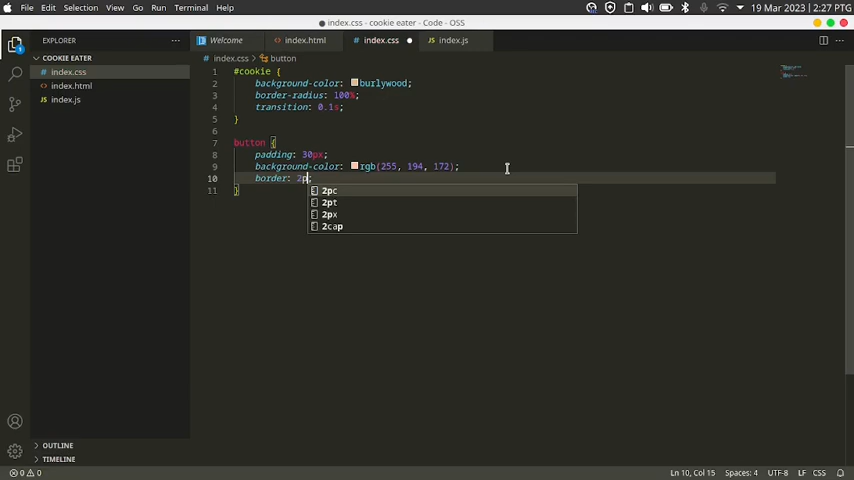 File Edit Selection View Go Run Terminal Help 19 Mar 2023 | 2:27 PTG
index.css - cookie eater - Code - OSS
EXPLORER ... Welcome index.html index.css index.js
COOKIE EATER
index.css
index.html
index.js
index.css > button
1 #cookie {
2 background-color: burlywood;
3 border-radius: 100%;
4 transition: 0.1s;
5 }
6
7 button {
8 padding: 30px;
9 background-color: rgb(255, 194, 172);
10 border: 2p;
11 }
2pc
2pt
2px
2cap
OUTLINE
TIMELINE
0 0 Ln 10, Col 15 Spaces: 4 UTF-8 LF CSS